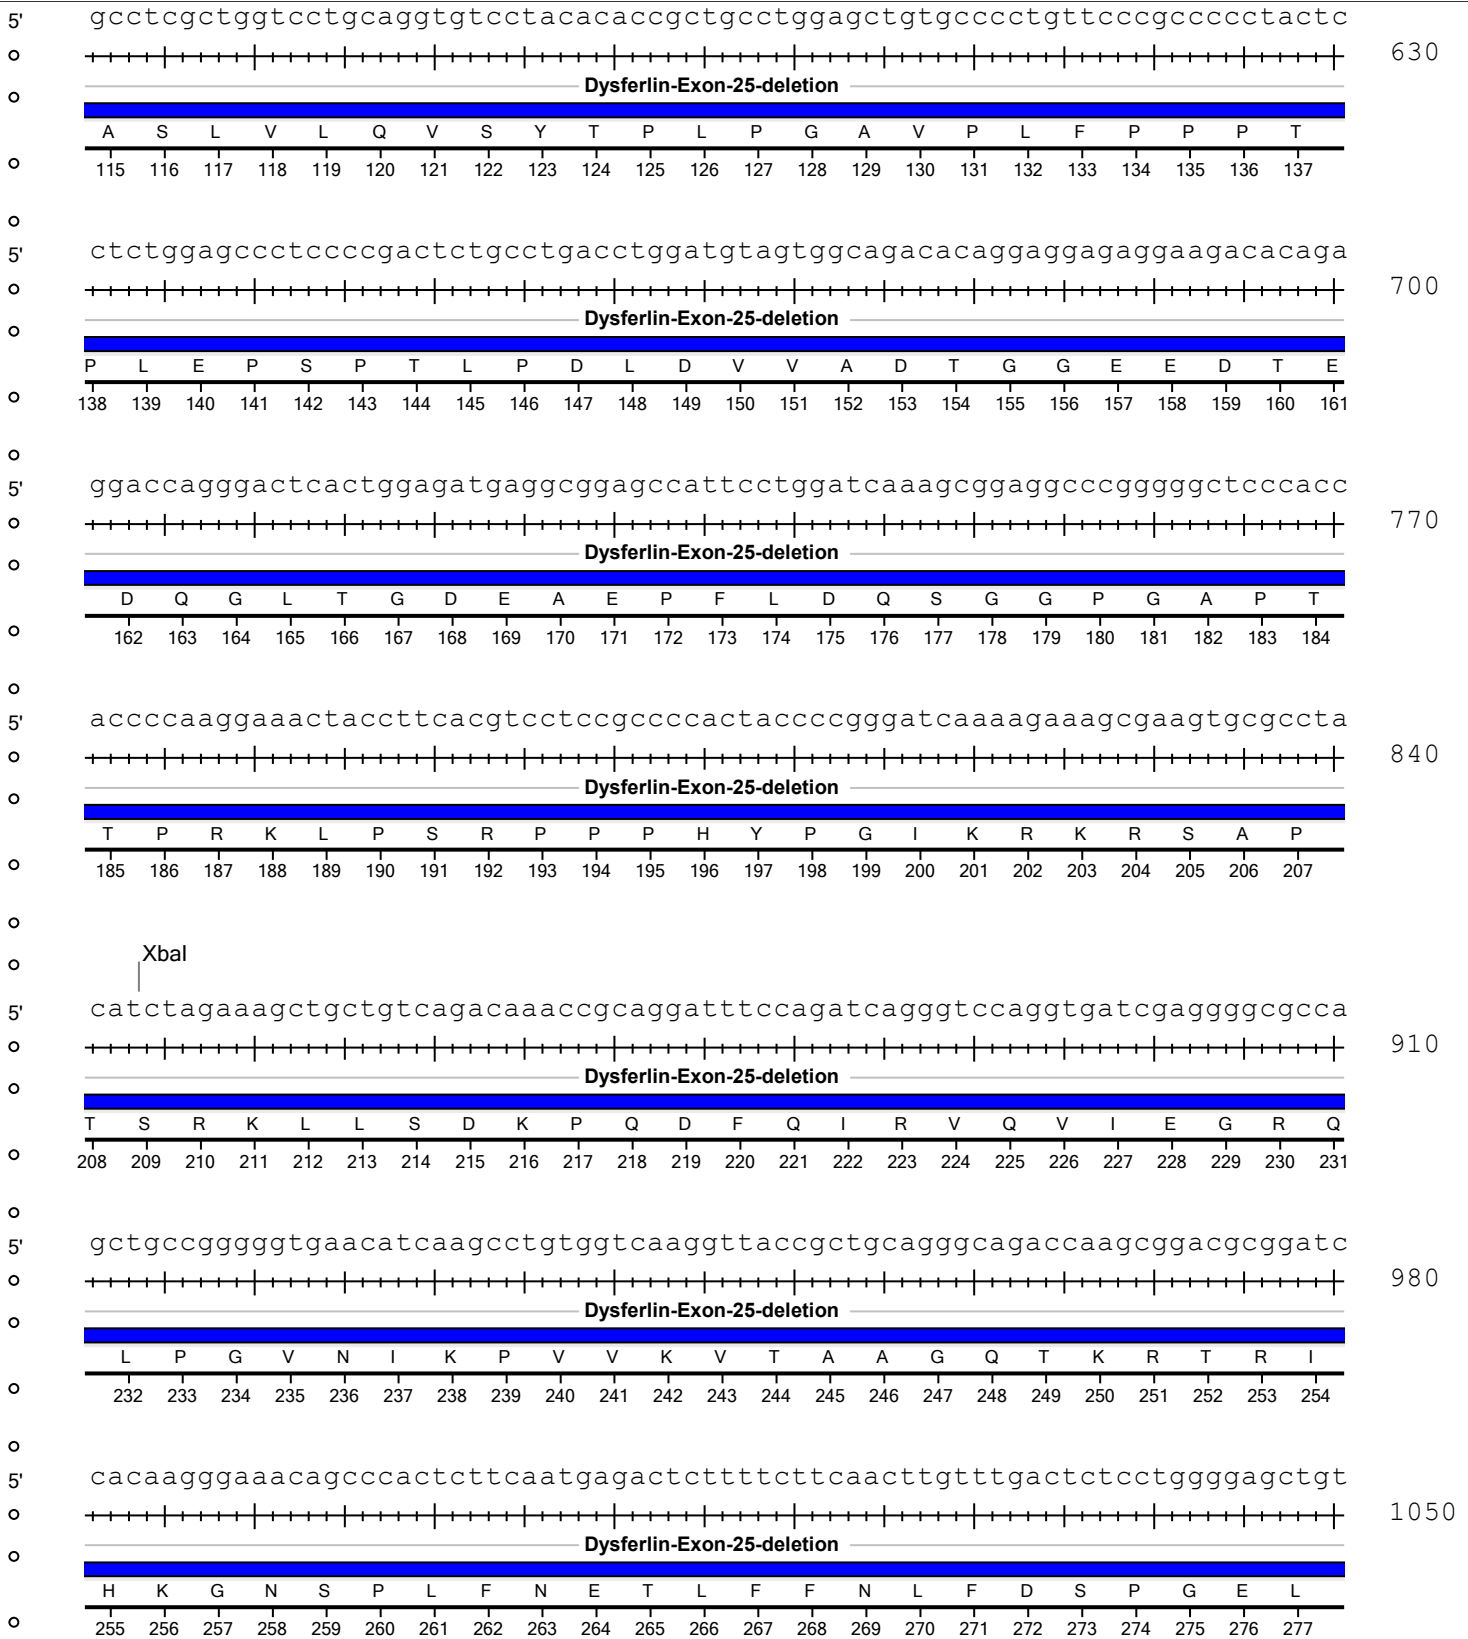 5' gcctcgctggtcctgcaggtgtcctacacaccgctgcctggagctgtgcccctgttcccgcccc​ctactc
630
Dysferlin-Exon-25-deletion
A S L V L Q V S Y T P L P G A V P L F P P P T
115 116 117 118 119 120 121 122 123 124 125 126 127 128 129 130 131 132 133 134 135 136 137
5' ctctggagccctccccgactctgcctgacctggatgtagtggcagacacaggaggagaggaagacacaga
700
Dysferlin-Exon-25-deletion
P L E P S P T L P D L D V V A D T G G E E D T E
138 139 140 141 142 143 144 145 146 147 148 149 150 151 152 153 154 155 156 157 158 159 160 161
5' ggaccagggactcactggagatgaggcggagccattcctggatcaaagcggaggcccgggggctcccacc
770
Dysferlin-Exon-25-deletion
D Q G L T G D E A E P F L D Q S G G P G A P T
162 163 164 165 166 167 168 169 170 171 172 173 174 175 176 177 178 179 180 181 182 183 184
5' accccaaggaaactaccttcacgtcctccgccccactaccccgggatcaaaagaaagcgaagtgcgccta
840
Dysferlin-Exon-25-deletion
T P R K L P S R P P P H Y P G I K R K R S A P
185 186 187 188 189 190 191 192 193 194 195 196 197 198 199 200 201 202 203 204 205 206 207
XbaI
5' catctagaaagctgctgtcagacaaaccgcaggatttccagatcagggtccaggtgatcgaggggcgcca
910
Dysferlin-Exon-25-deletion
T S R K L L S D K P Q D F Q I R V Q V I E G R Q
208 209 210 211 212 213 214 215 216 217 218 219 220 221 222 223 224 225 226 227 228 229 230 231
5' gctgccgggggtgaacatcaagcctgtggtcaaggttaccgctgcagggcagaccaagcggacgcggatc
980
Dysferlin-Exon-25-deletion
L P G V N I K P V V K V T A A G Q T K R T R I
232 233 234 235 236 237 238 239 240 241 242 243 244 245 246 247 248 249 250 251 252 253 254
5' cacaagggaaacagcccactcttcaatgagactcttttcttcaacttgtttgactctcctggggagctgt
1050
Dysferlin-Exon-25-deletion
H K G N S P L F N E T L F F N L F D S P G E L
255 256 257 258 259 260 261 262 263 264 265 266 267 268 269 270 271 272 273 274 275 276 277